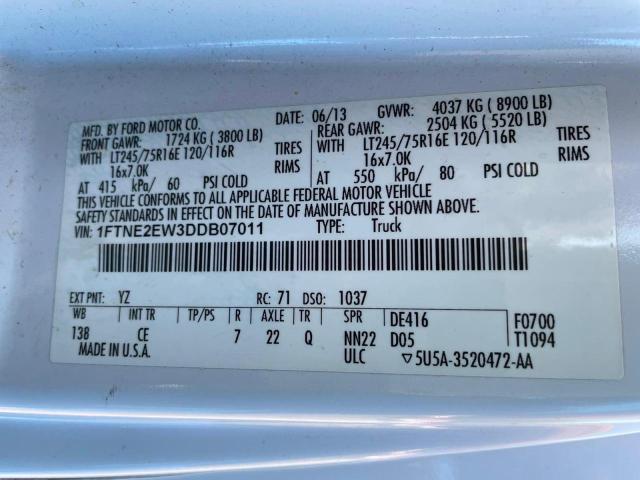 MFD. BY FORD MOTOR CO.
DATE: 06/13 GVWR: 4037 KG ( 8900 LB)
FRONT GAWR: 1724 KG ( 3800 LB)
REAR GAWR: 2504 KG ( 5520 LB)
WITH LT245/75R16E 120/116R TIRES
WITH LT245/75R16E 120/116R TIRES
16x7.0K RIMS
16x7.0K RIMS
AT 415 kPa/ 60 PSI COLD
AT 550 kPa/ 80 PSI COLD
THIS VEHICLE CONFORMS TO ALL APPLICABLE FEDERAL MOTOR VEHICLE
SAFETY STANDARDS IN EFFECT ON THE DATE OF MANUFACTURE SHOWN ABOVE.
VIN: 1FTNE2EW3DDB07011 TYPE: Truck
EXT PNT: YZ RC: 71 DSO: 1037
WB INT TR TP/PS R AXLE TR SPR DE416 F0700
138 CE 7 22 Q NN22 D05 T1094
MADE IN U.S.A. ULC ▽5U5A-3520472-AA